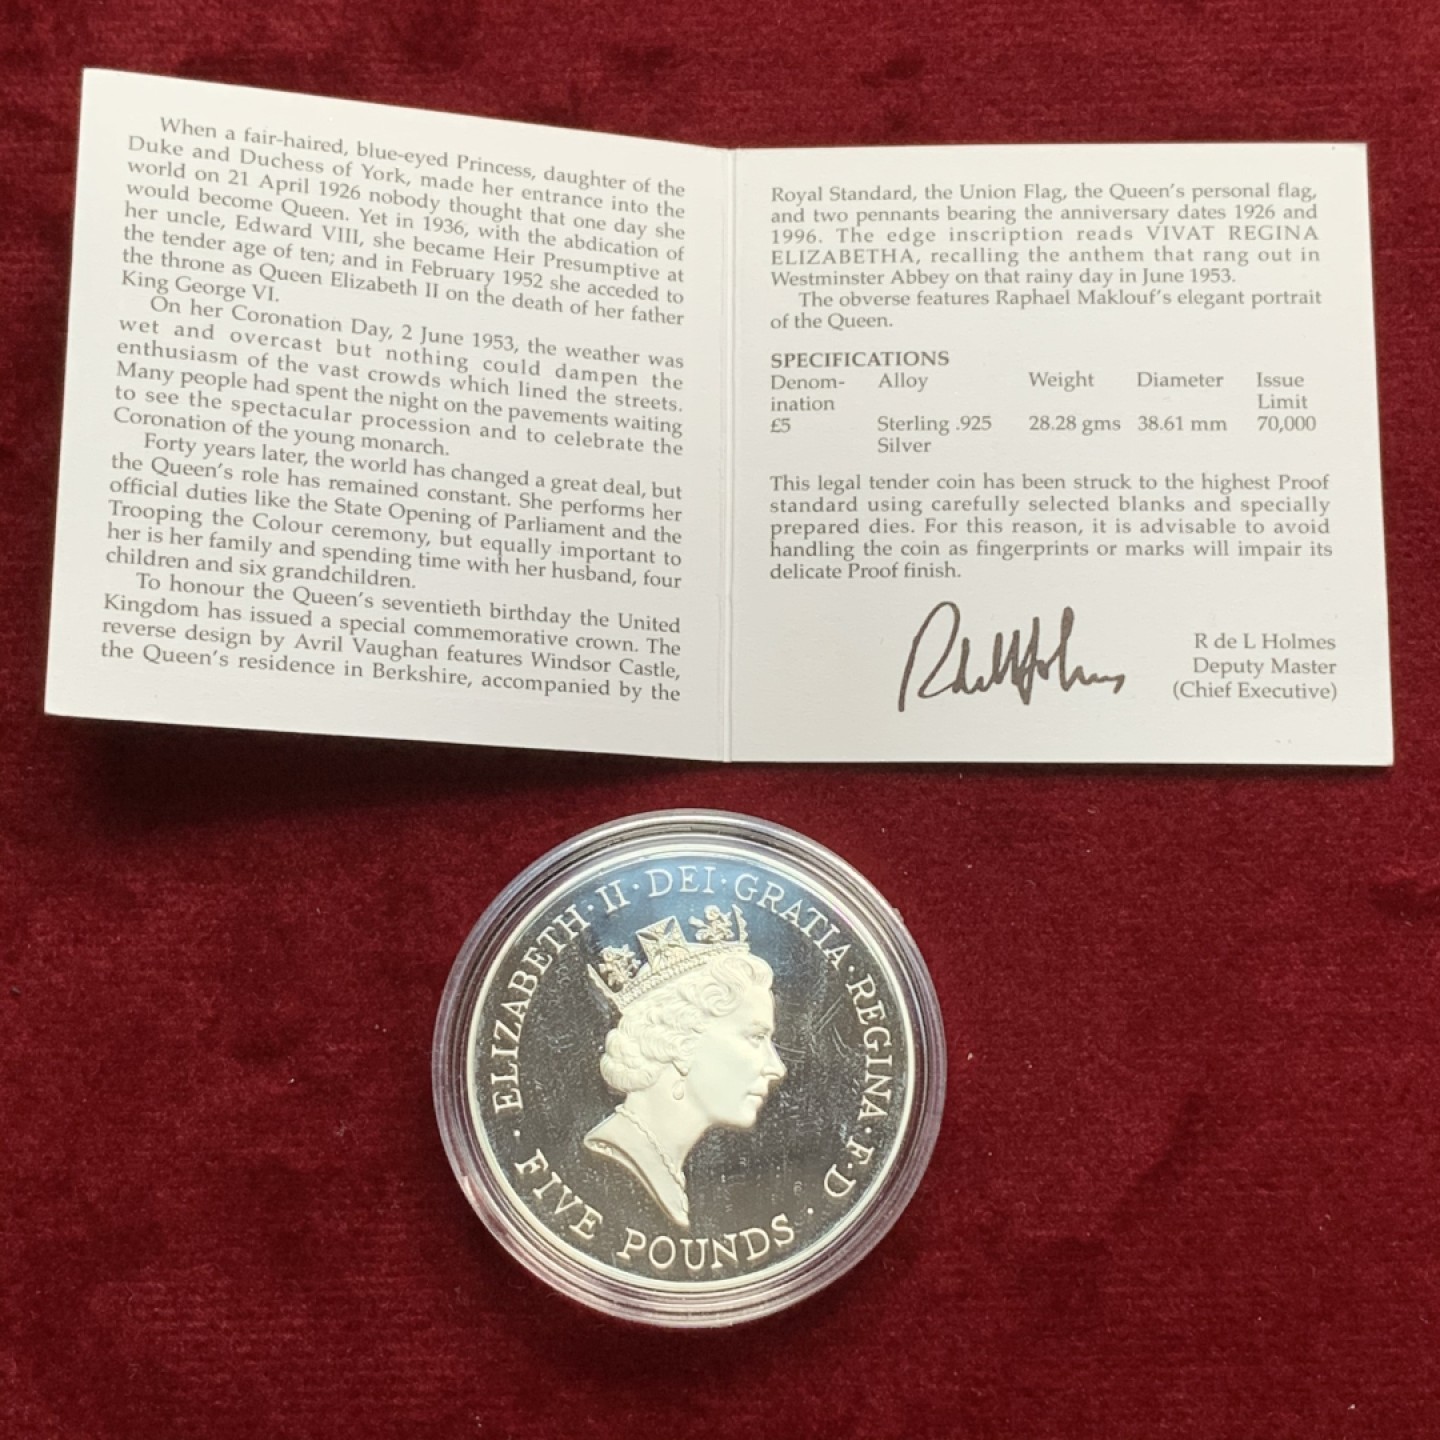 When a fair-haired, blue-eyed Princess, daughter of the
Duke and Duchess of York, made her entrance into the
world on 21 April 1926 nobody thought that one day she
would become Queen. Yet in 1936, with the abdication of
her uncle, Edward VIII, she became Heir Presumptive at
the tender age of ten; and in February 1952 she acceded to
the throne as Queen Elizabeth II on the death of her father
King George VI.
On her Coronation Day, 2 June 1953, the weather was
wet and overcast but nothing could dampen the
enthusiasm of the vast crowds which lined the streets.
Many people had spent the night on the pavements waiting
to see the spectacular procession and to celebrate the
Coronation of the young monarch.
Forty years later, the world has changed a great deal, but
the Queen's role has remained constant. She performs her
official duties like the State Opening of Parliament and the
Trooping the Colour ceremony, but equally important to
her is her family and spending time with her husband, four
children and six grandchildren.
To honour the Queen's seventieth birthday the United
Kingdom has issued a special commemorative crown. The
reverse design by Avril Vaughan features Windsor Castle,
the Queen's residence in Berkshire, accompanied by the
Royal Standard, the Union Flag, the Queen's personal flag,
and two pennants bearing the anniversary dates 1926 and
1996. The edge inscription reads VIVAT REGINA
ELIZABETHA, recalling the anthem that rang out in
Westminster Abbey on that rainy day in June 1953.
The obverse features Raphael Maklouf's elegant portrait
of the Queen.
SPECIFICATIONS
Denom- Alloy Weight Diameter Issue
ination Limit
£5 Sterling .925 28.28 gms 38.61 mm 70,000
Silver
This legal tender coin has been struck to the highest Proof
standard using carefully selected blanks and specially
prepared dies. For this reason, it is advisable to avoid
handling the coin as fingerprints or marks will impair its
delicate Proof finish.
R de L Holmes
Deputy Master
(Chief Executive)
ELIZABETH·II·DEI·GRATIA·REGINA·F·D
· FIVE POUNDS ·